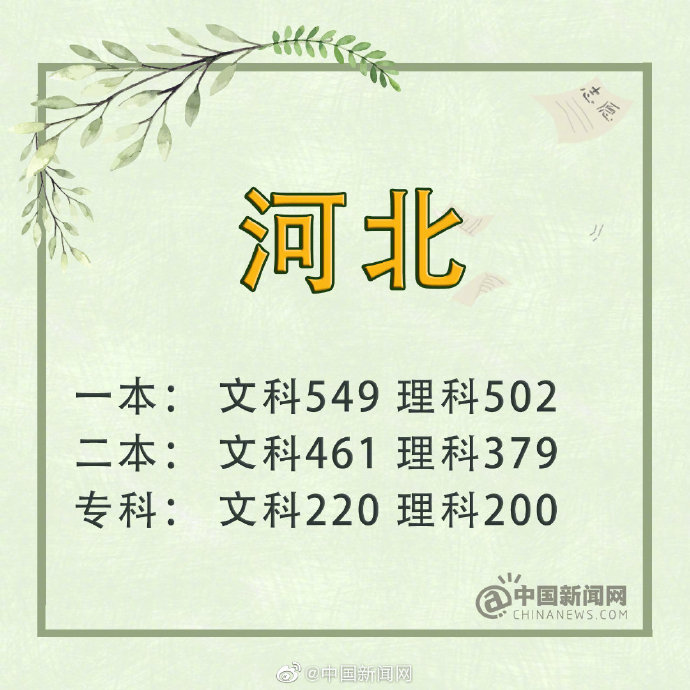 志愿
河北
一本： 文科549 理科502
二本： 文科461 理科379
专科： 文科220 理科200
@中国新闻网
CHINANEWS.COM
@中国新闻网